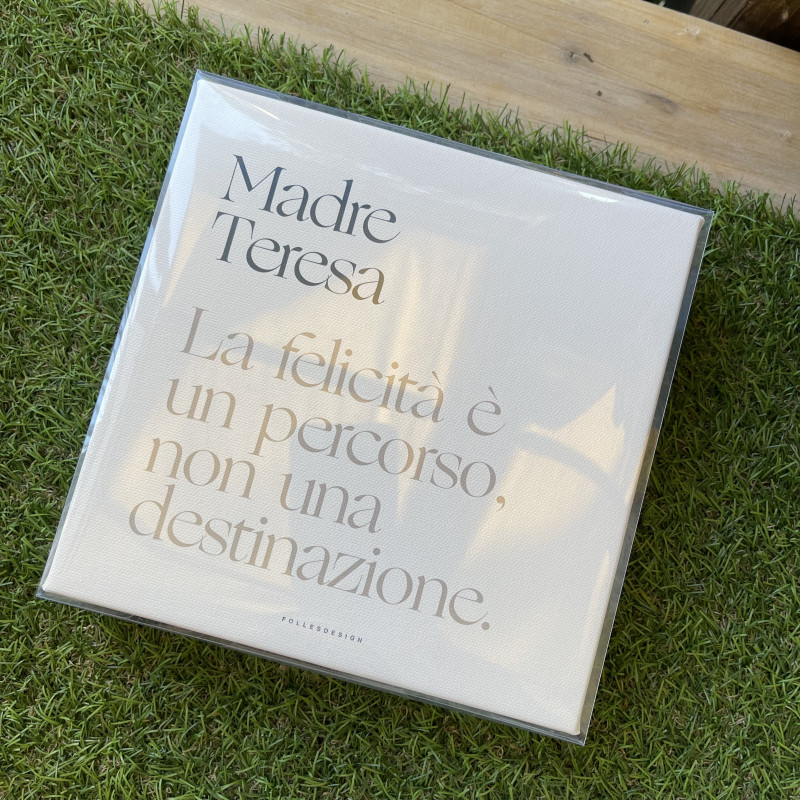 Madre
Teresa
La felicità è
un percorso,
non una
destinazione.
FOLLESDESIGN